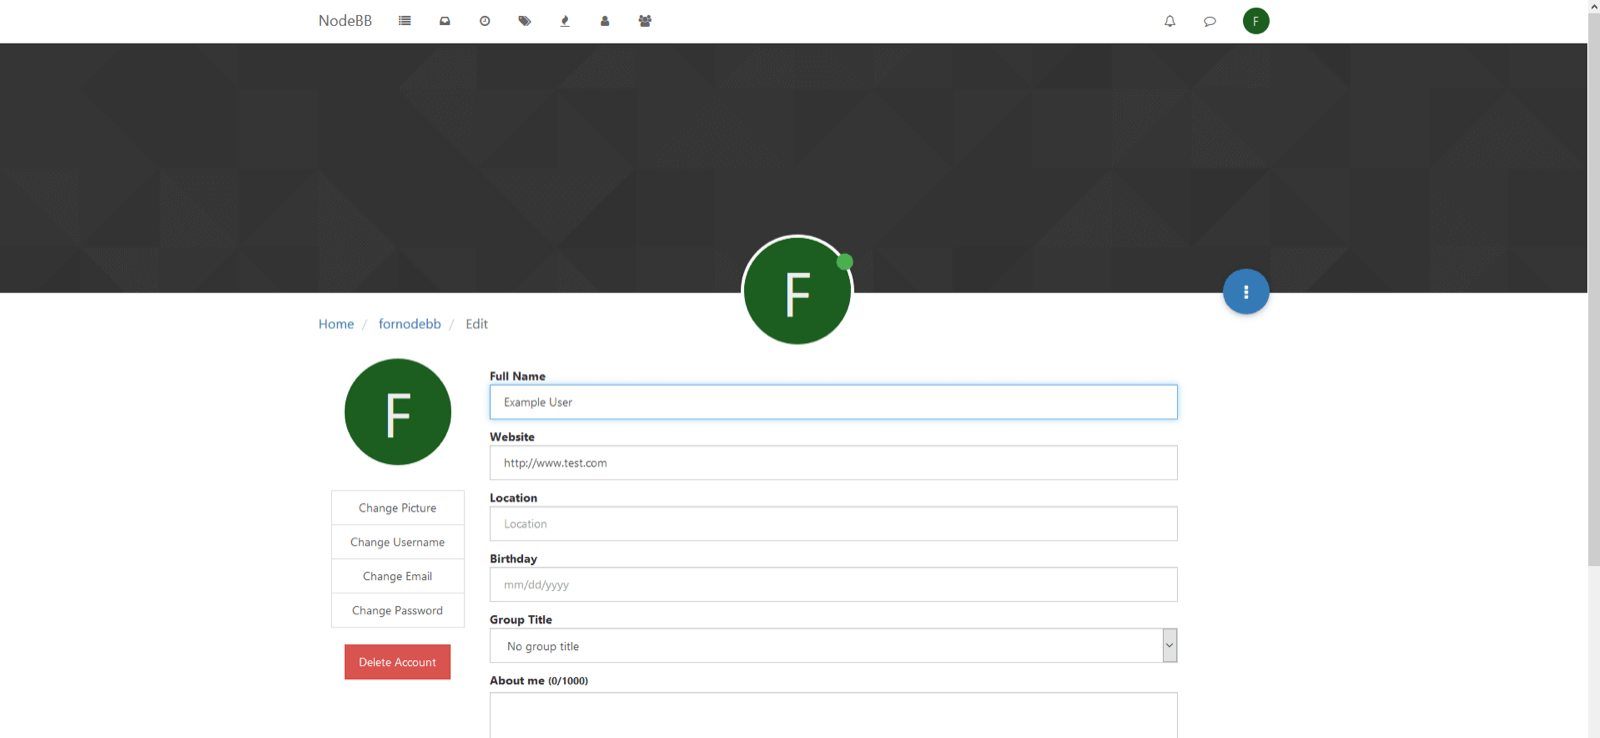 NodeBB
F
F
Home / fornodebb / Edit
F
Change Picture
Change Username
Change Email
Change Password
Delete Account
Full Name
Example User
Website
http://www.test.com
Location
Location
Birthday
mm/dd/yyyy
Group Title
No group title
About me (0/1000)